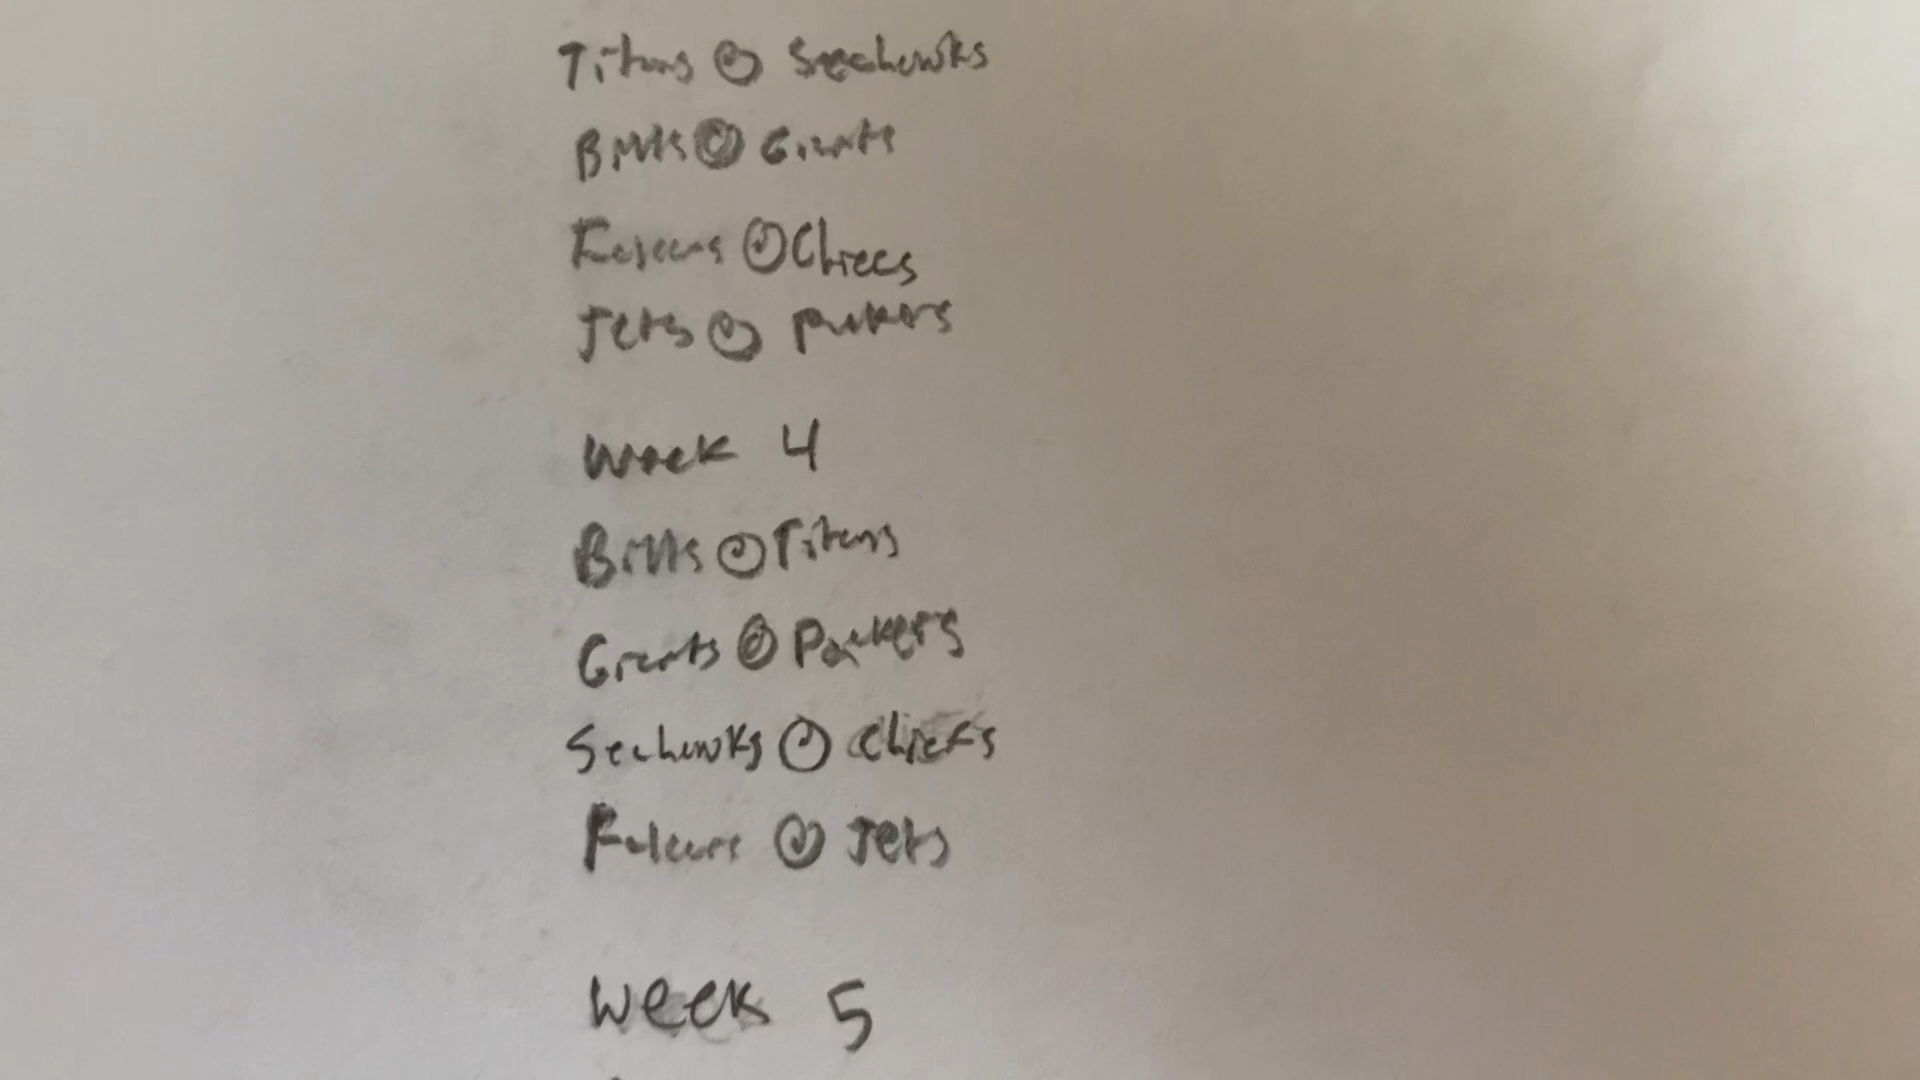 Titans @ Seahawks
Bills @ Giants
Falcons @ Chiefs
Jets @ Packers
Week 4
Bills @ Titans
Giants @ Packers
Seahawks @ Chiefs
Falcons @ Jets
Week 5